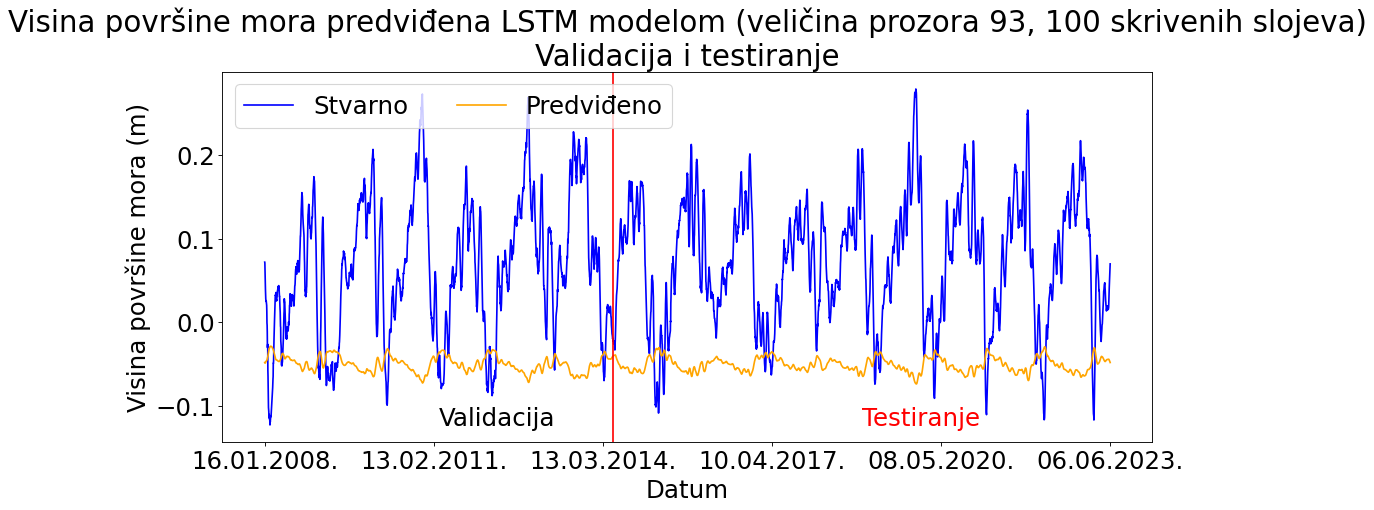 Visina površine mora predviđena LSTM modelom (veličina prozora 93, 100 skrivenih slojeva)
Validacija i testiranje
Stvarno
Predviđeno
Visina površine mora (m)
0.2
0.1
0.0
−0.1
Validacija
Testiranje
16.01.2008.
13.02.2011.
13.03.2014.
10.04.2017.
08.05.2020.
06.06.2023.
Datum